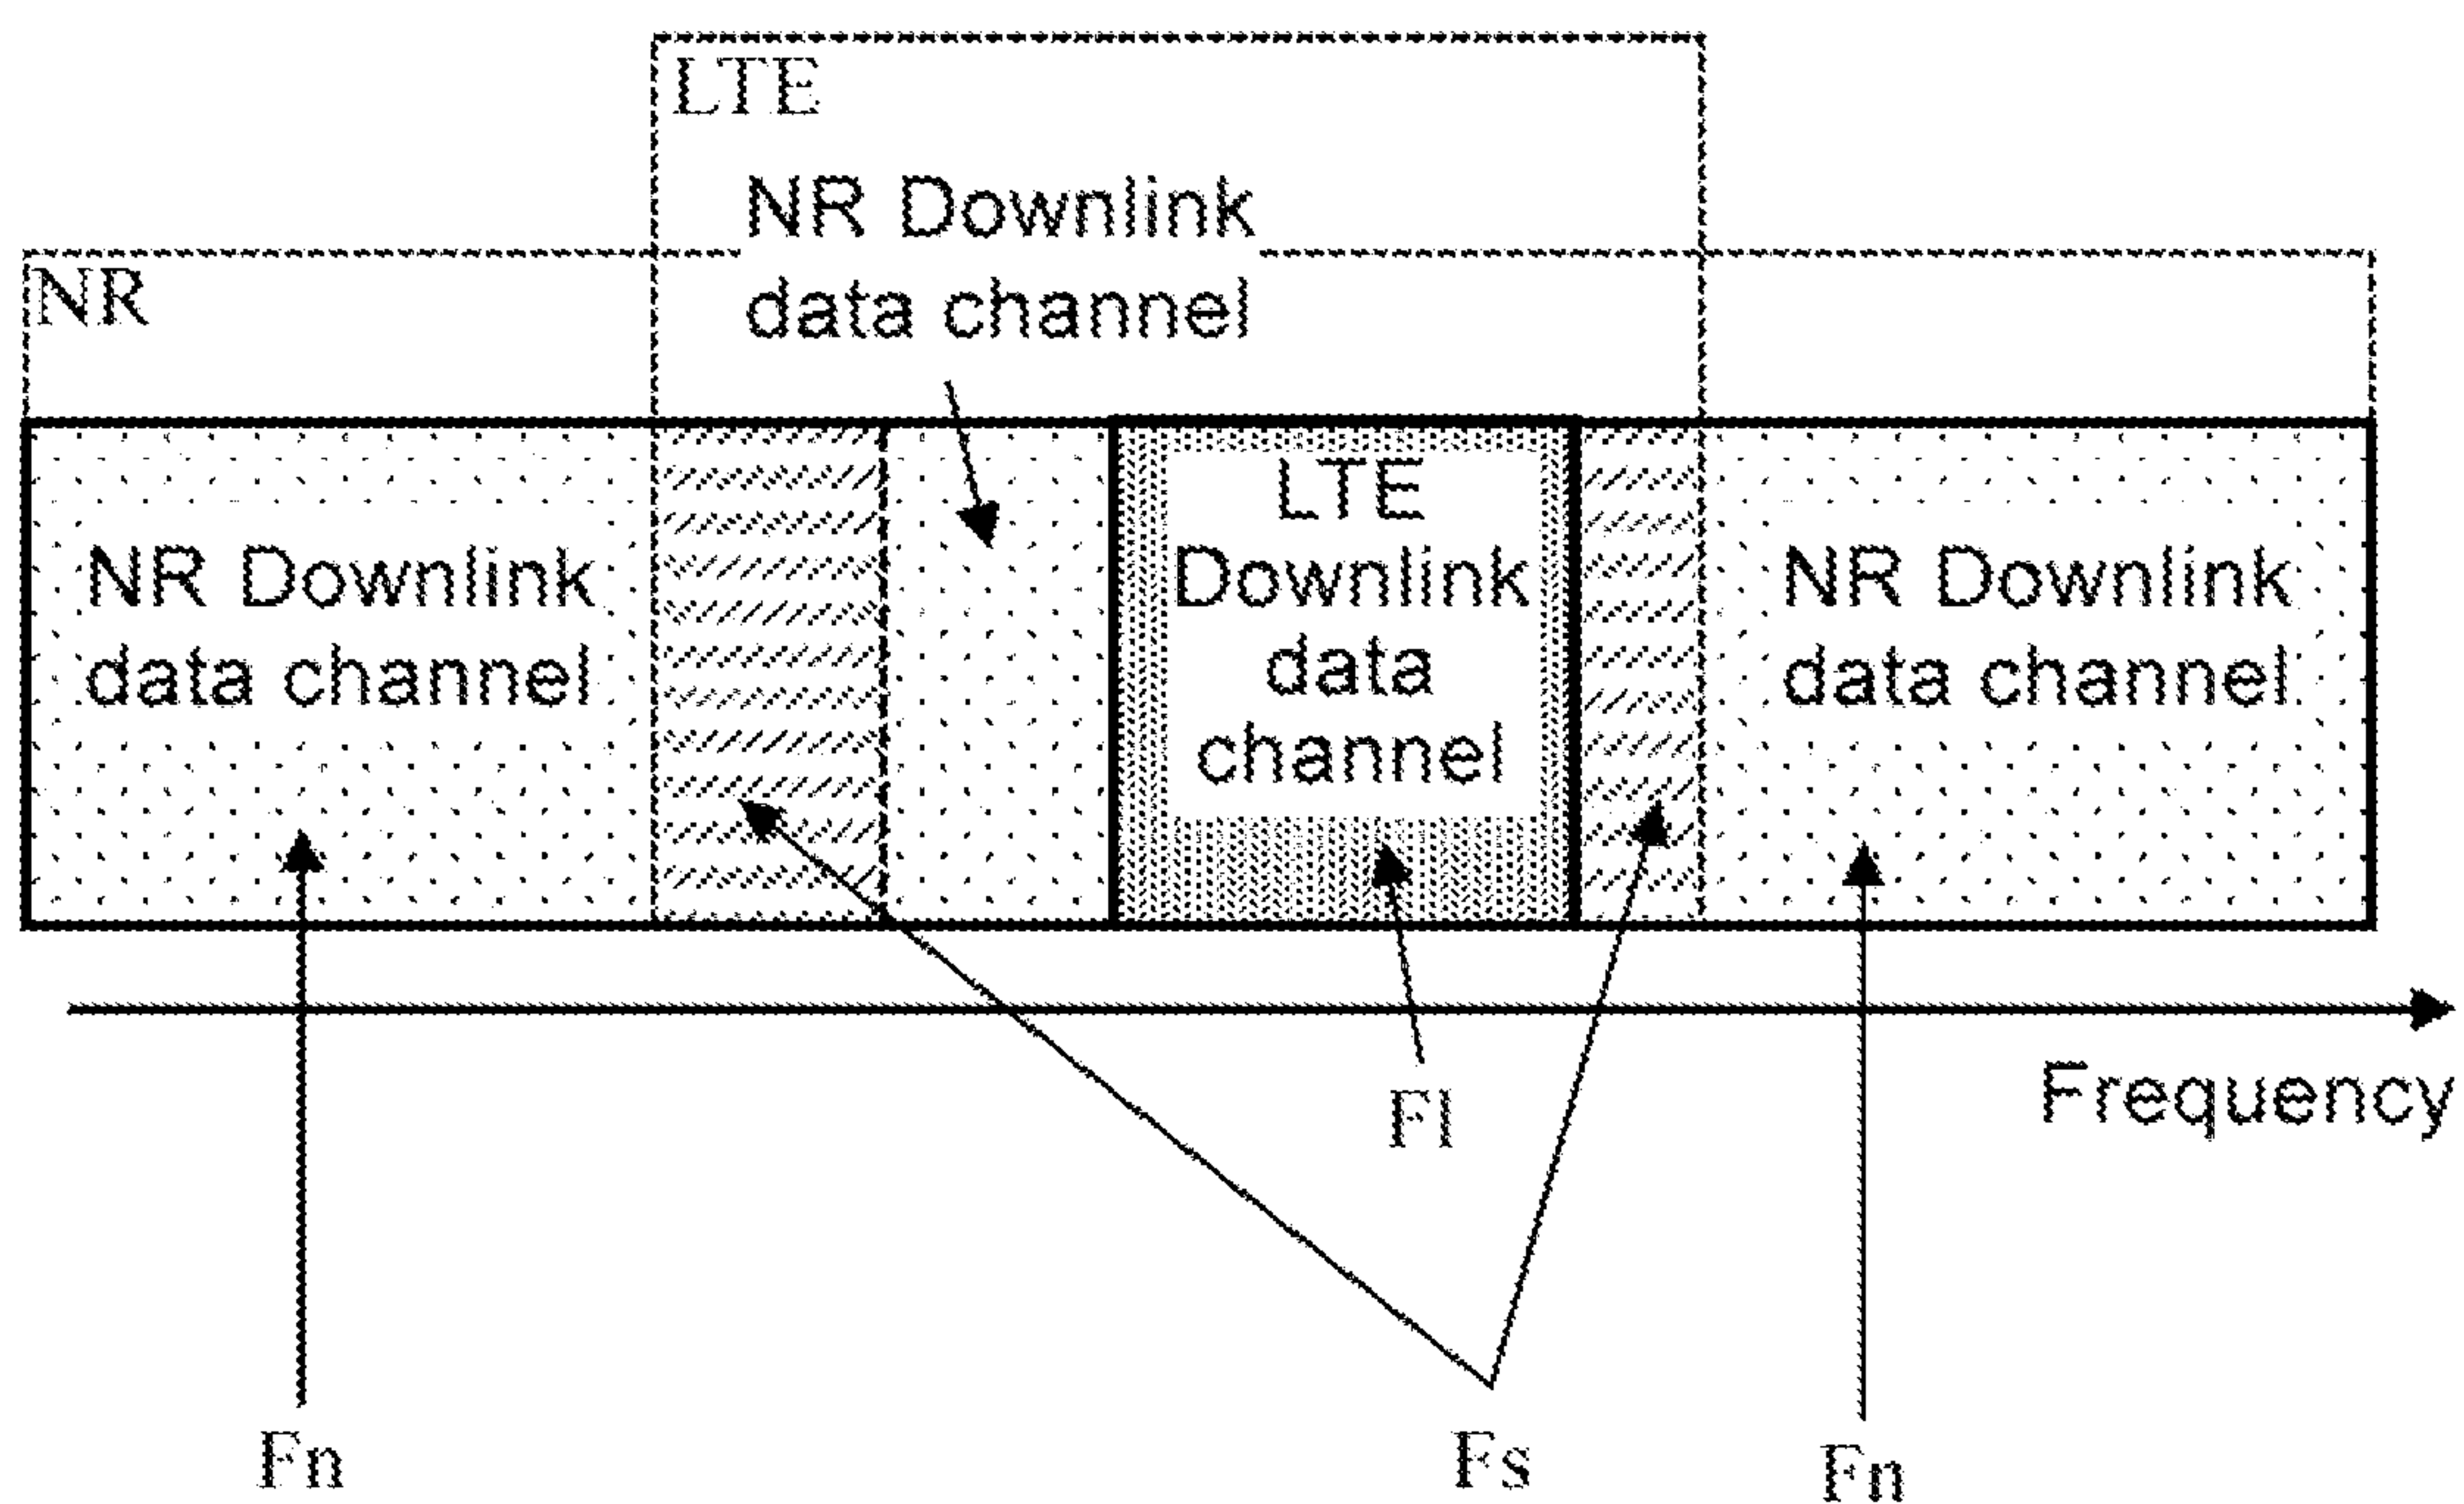 LTE
NR Downlink
data channel
NR
NR Downlink
data channel
LTE
Downlink
data
channel
NR Downlink
data channel
Fl
Frequency
Fn
Fs
Fn